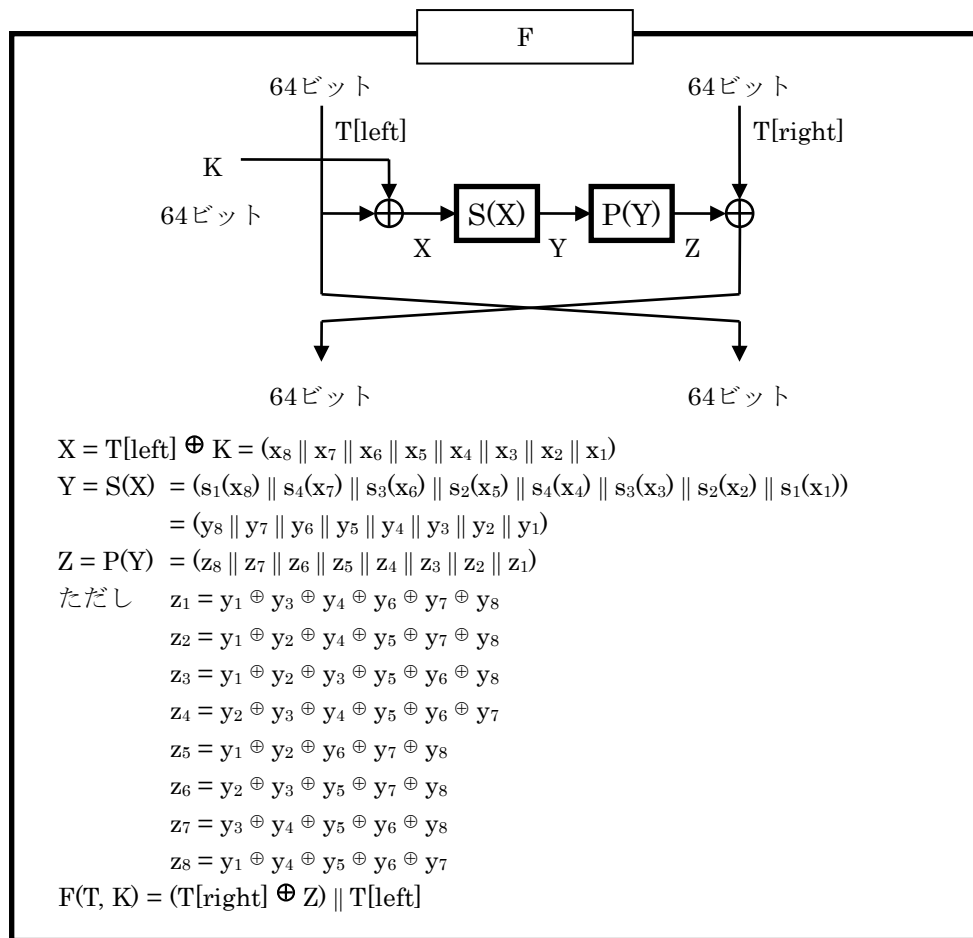 F
64ビット 64ビット
T[left] T[right]
K
64ビット S(X) P(Y)
X Y Z
64ビット 64ビット
X = T[left] ⊕ K = (x₈ || x₇ || x₆ || x₅ || x₄ || x₃ || x₂ || x₁)
Y = S(X) = (s₁(x₈) || s₄(x₇) || s₃(x₆) || s₂(x₅) || s₄(x₄) || s₃(x₃) || s₂(x₂) || s₁(x₁))
= (y₈ || y₇ || y₆ || y₅ || y₄ || y₃ || y₂ || y₁)
Z = P(Y) = (z₈ || z₇ || z₆ || z₅ || z₄ || z₃ || z₂ || z₁)
ただし z₁ = y₁ ⊕ y₃ ⊕ y₄ ⊕ y₆ ⊕ y₇ ⊕ y₈
z₂ = y₁ ⊕ y₂ ⊕ y₄ ⊕ y₅ ⊕ y₇ ⊕ y₈
z₃ = y₁ ⊕ y₂ ⊕ y₃ ⊕ y₅ ⊕ y₆ ⊕ y₈
z₄ = y₂ ⊕ y₃ ⊕ y₄ ⊕ y₅ ⊕ y₆ ⊕ y₇
z₅ = y₁ ⊕ y₂ ⊕ y₆ ⊕ y₇ ⊕ y₈
z₆ = y₂ ⊕ y₃ ⊕ y₅ ⊕ y₇ ⊕ y₈
z₇ = y₃ ⊕ y₄ ⊕ y₅ ⊕ y₆ ⊕ y₈
z₈ = y₁ ⊕ y₄ ⊕ y₅ ⊕ y₆ ⊕ y₇
F(T, K) = (T[right] ⊕ Z) || T[left]